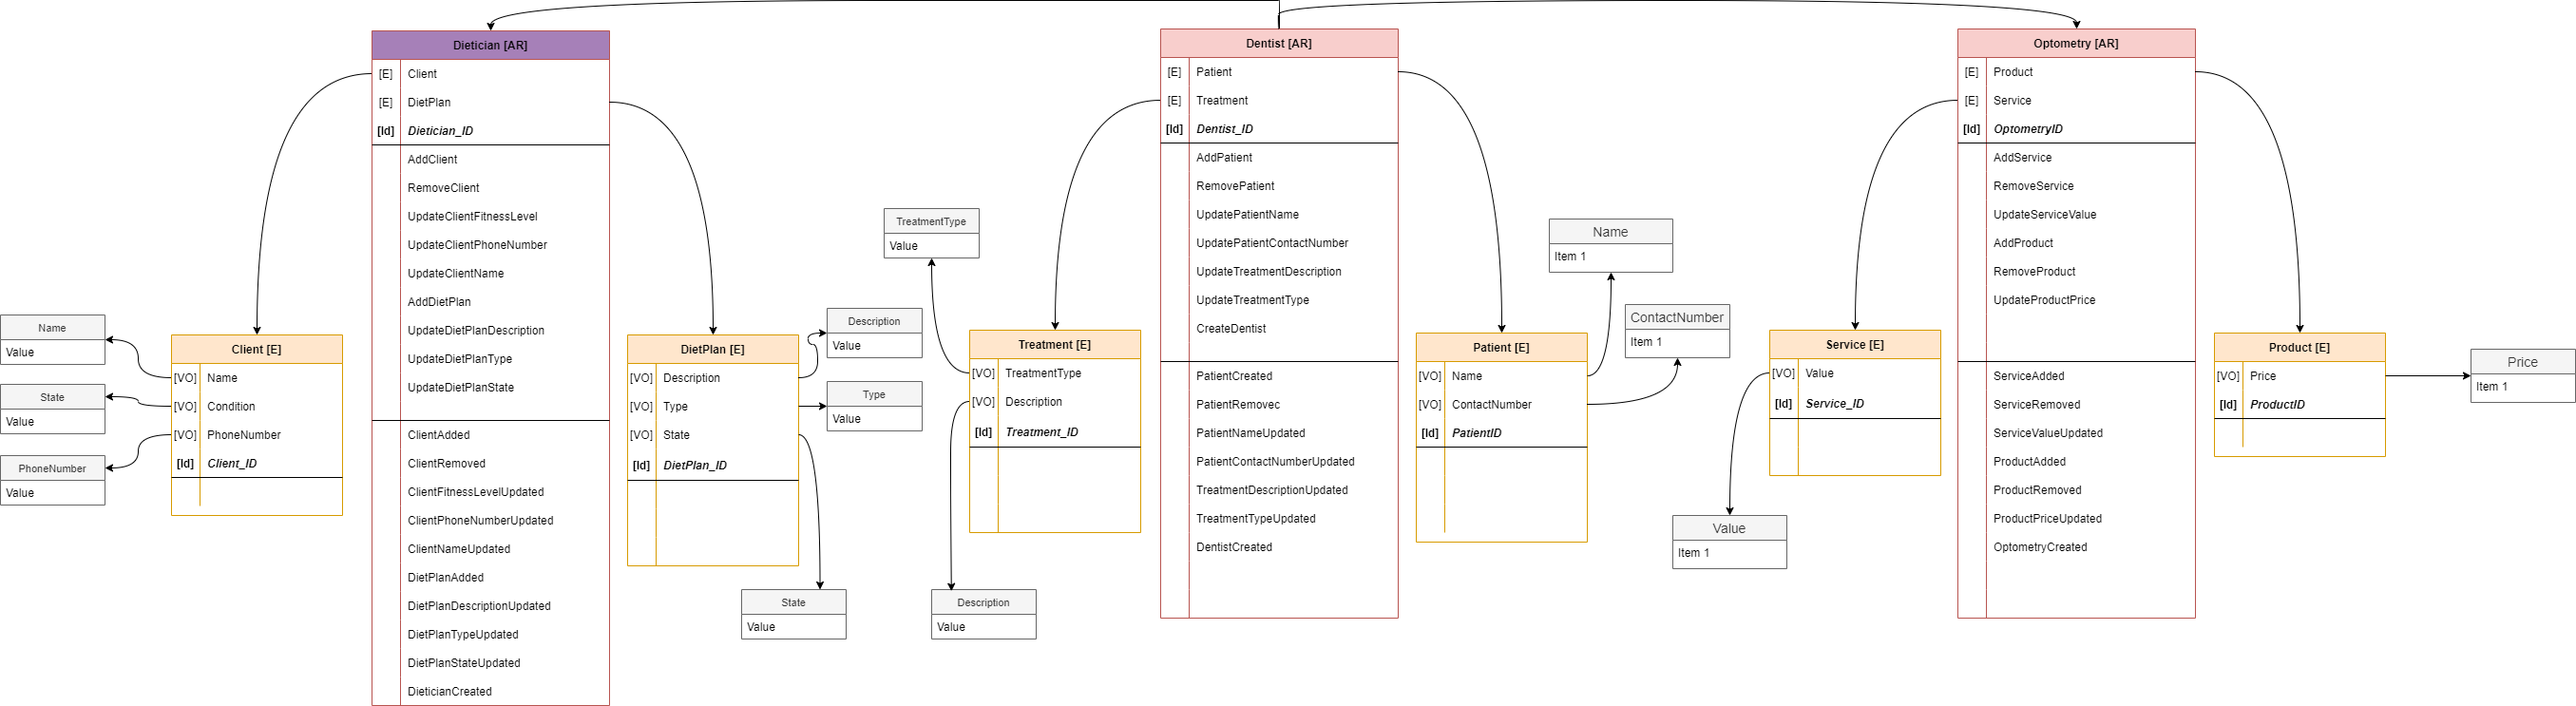 Dietician [AR]
[E] Client
[E] DietPlan
[Id] Dietician_ID
AddClient
RemoveClient
UpdateClientFitnessLevel
UpdateClientPhoneNumber
UpdateClientName
AddDietPlan
UpdateDietPlanDescription
UpdateDietPlanType
UpdateDietPlanState
ClientAdded
ClientRemoved
ClientFitnessLevelUpdated
ClientPhoneNumberUpdated
ClientNameUpdated
DietPlanAdded
DietPlanDescriptionUpdated
DietPlanTypeUpdated
DietPlanStateUpdated
DieticianCreated
Name
Value
State
Value
PhoneNumber
Value
Client [E]
[VO] Name
[VO] Condition
[VO] PhoneNumber
[Id] Client_ID
DietPlan [E]
[VO] Description
[VO] Type
[VO] State
[Id] DietPlan_ID
Description
Value
Type
Value
State
Value
Dentist [AR]
[E] Patient
[E] Treatment
[Id] Dentist_ID
AddPatient
RemovePatient
UpdatePatientName
UpdatePatientContactNumber
UpdateTreatmentDescription
UpdateTreatmentType
CreateDentist
PatientCreated
PatientRemovec
PatientNameUpdated
PatientContactNumberUpdated
TreatmentDescriptionUpdated
TreatmentTypeUpdated
DentistCreated
TreatmentType
Value
Treatment [E]
[VO] TreatmentType
[VO] Description
[Id] Treatment_ID
Description
Value
Patient [E]
[VO] Name
[VO] ContactNumber
[Id] PatientID
Name
Item 1
ContactNumber
Item 1
Optometry [AR]
[E] Product
[E] Service
[Id] OptometryID
AddService
RemoveService
UpdateServiceValue
AddProduct
RemoveProduct
UpdateProductPrice
ServiceAdded
ServiceRemoved
ServiceValueUpdated
ProductAdded
ProductRemoved
ProductPriceUpdated
OptometryCreated
Service [E]
[VO] Value
[Id] Service_ID
Value
Item 1
Product [E]
[VO] Price
[Id] ProductID
Price
Item 1